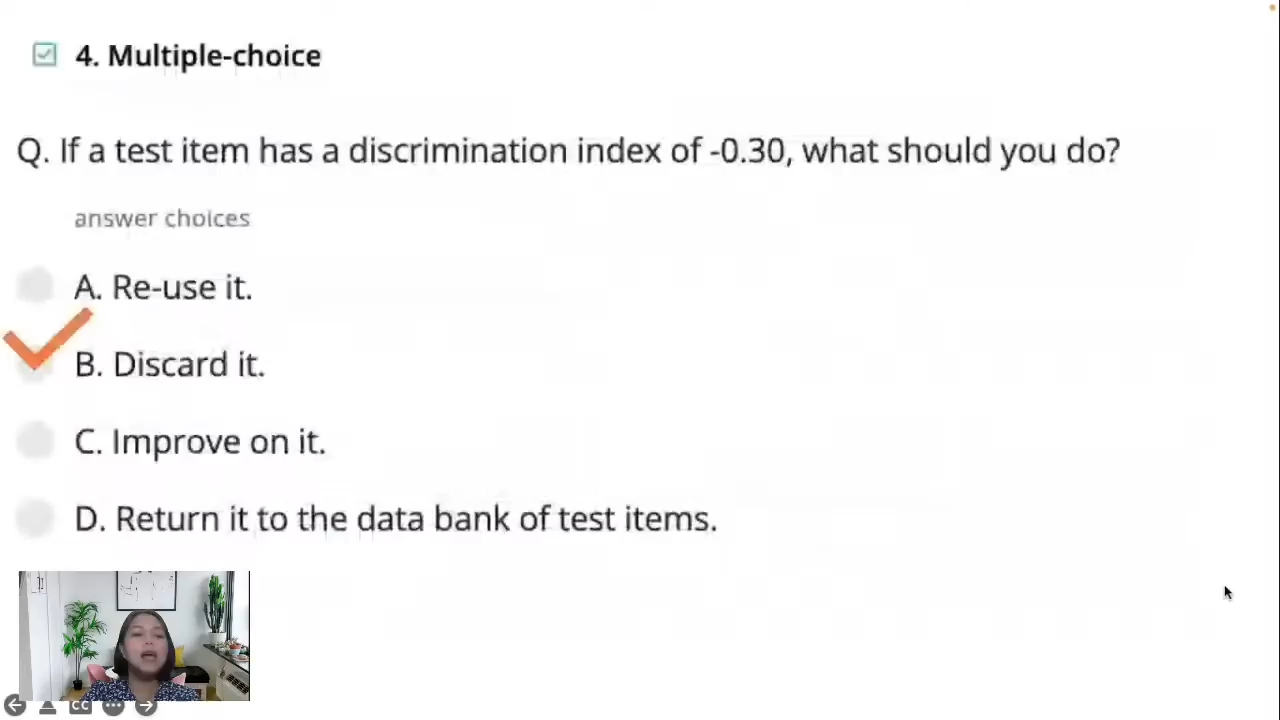 4. Multiple-choice
Q. If a test item has a discrimination index of -0.30, what should you do?
answer choices
A. Re-use it.
B. Discard it.
C. Improve on it.
D. Return it to the data bank of test items.
CC